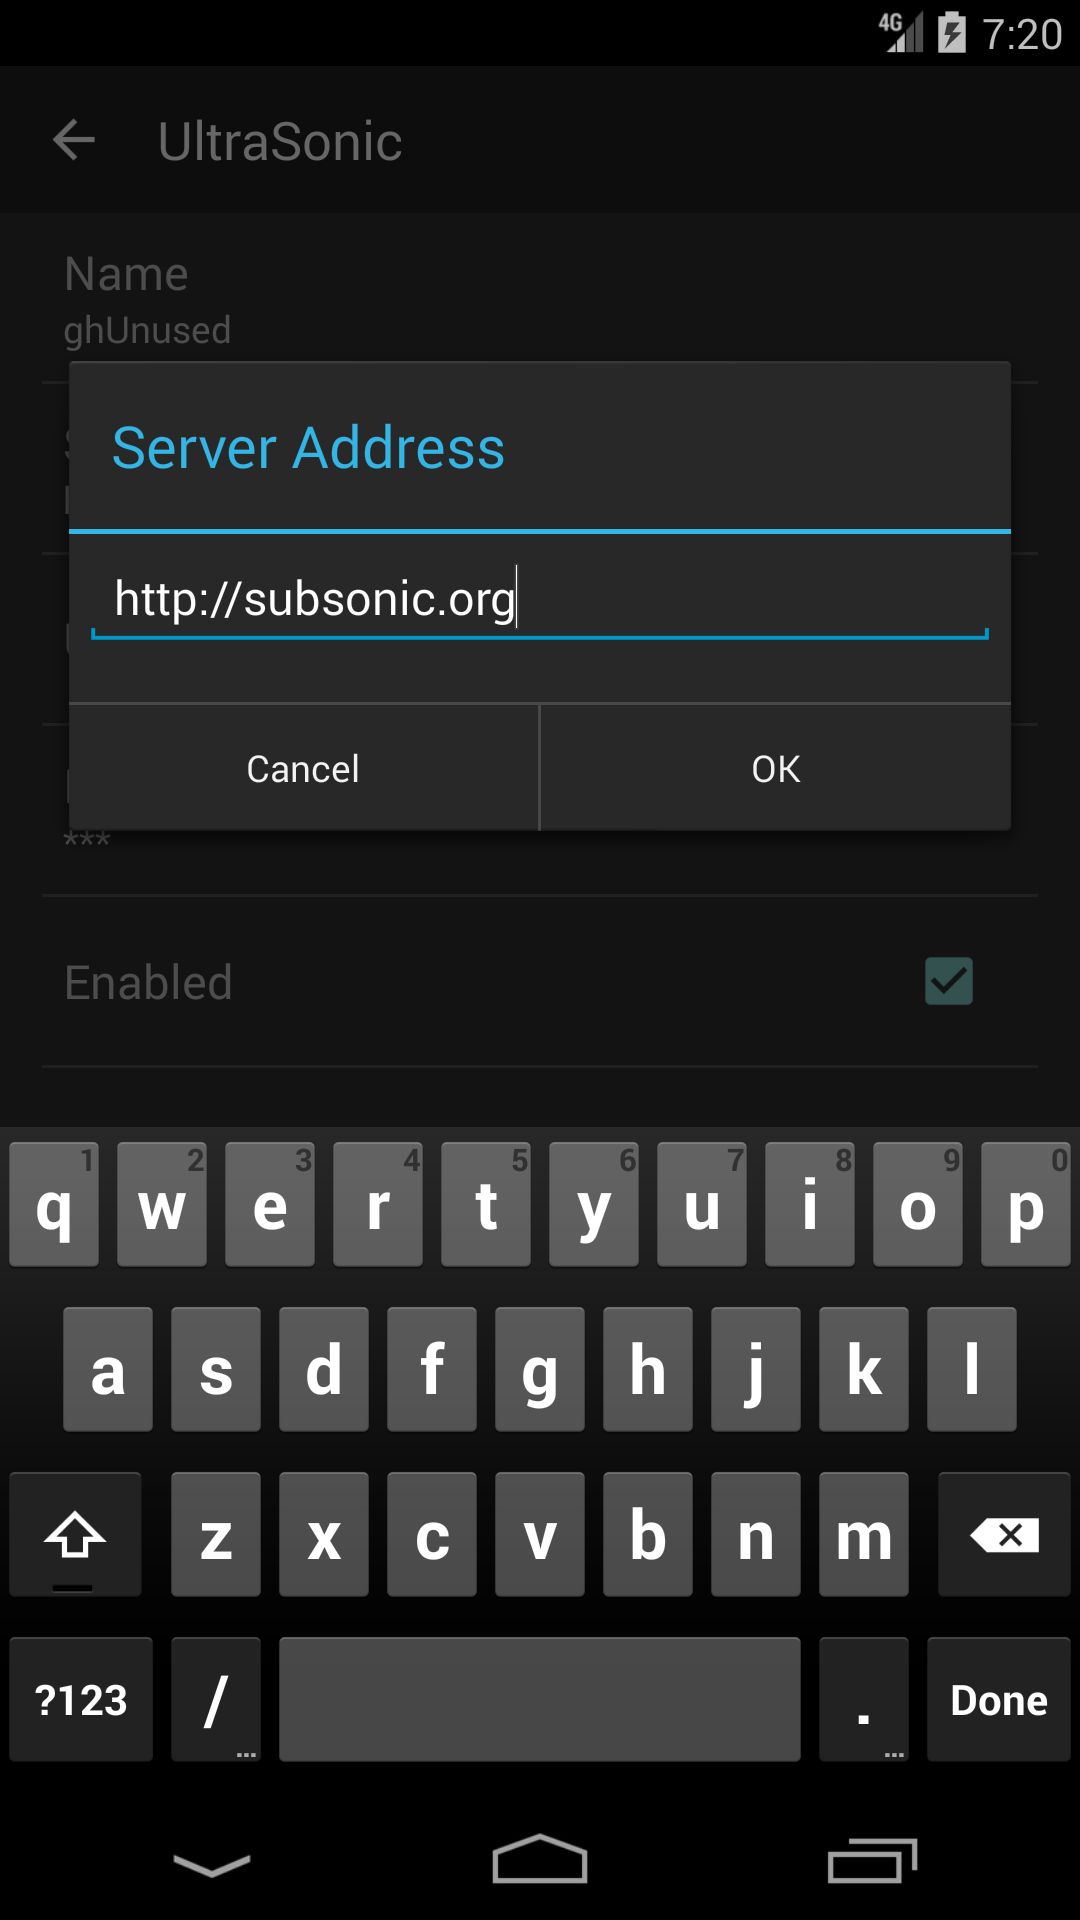 4G 7:20
UltraSonic
Name
ghUnused
Server Address
http://subsonic.org
Cancel OK
***
Enabled
1 2 3 4 5 6 7 8 9 0
q w e r t y u i o p
a s d f g h j k l
z x c v b n m
?123 / . Done